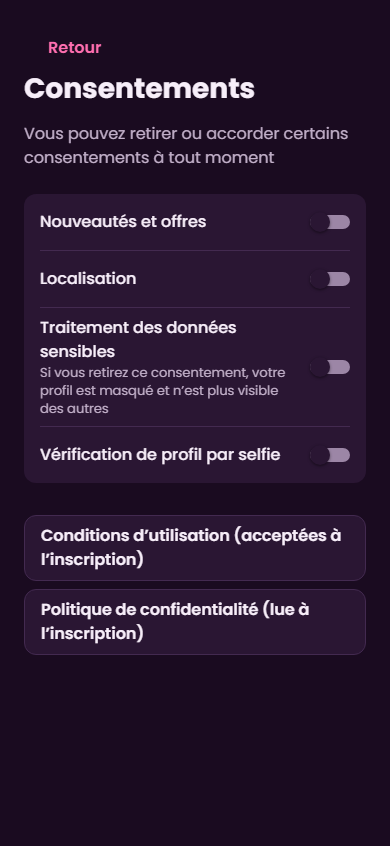 Retour
Consentements
Vous pouvez retirer ou accorder certains
consentements à tout moment
Nouveautés et offres
Localisation
Traitement des données
sensibles
Si vous retirez ce consentement, votre
profil est masqué et n’est plus visible
des autres
Vérification de profil par selfie
Conditions d’utilisation (acceptées à
l’inscription)
Politique de confidentialité (lue à
l’inscription)